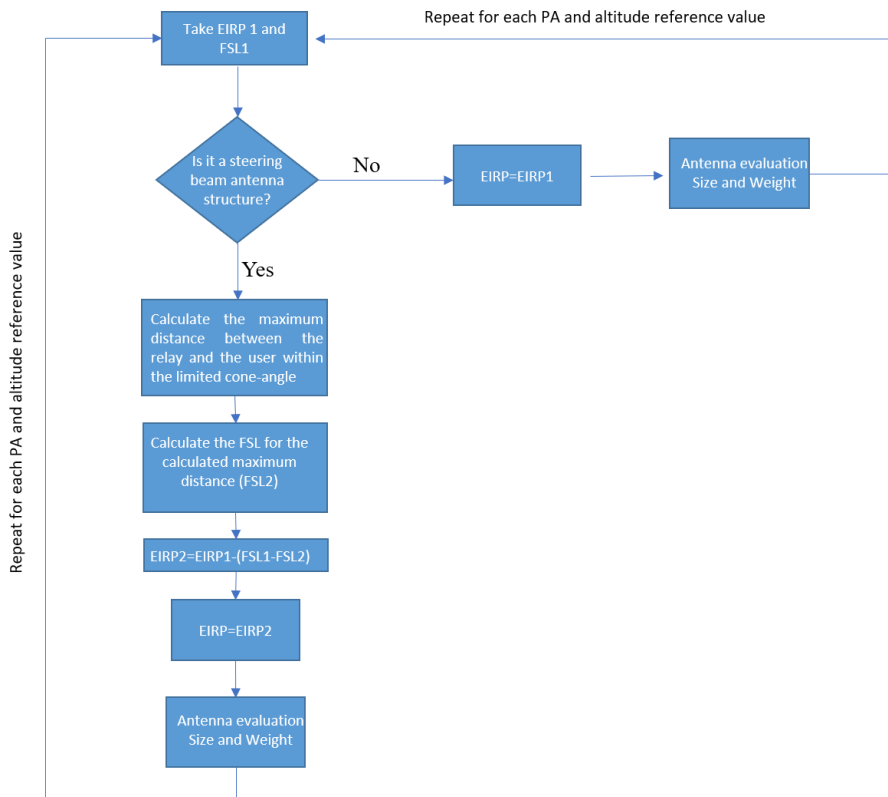 Repeat for each PA and altitude reference value
Take EIRP 1 and
FSL1
Is it a steering
beam antenna
structure?
No
EIRP=EIRP1
Antenna evaluation
Size and Weight
Yes
Calculate the maximum
distance between the
relay and the user within
the limited cone-angle
Calculate the FSL for the
calculated maximum
distance (FSL2)
EIRP2=EIRP1-(FSL1-FSL2)
EIRP=EIRP2
Antenna evaluation
Size and Weight
Repeat for each PA and altitude reference value